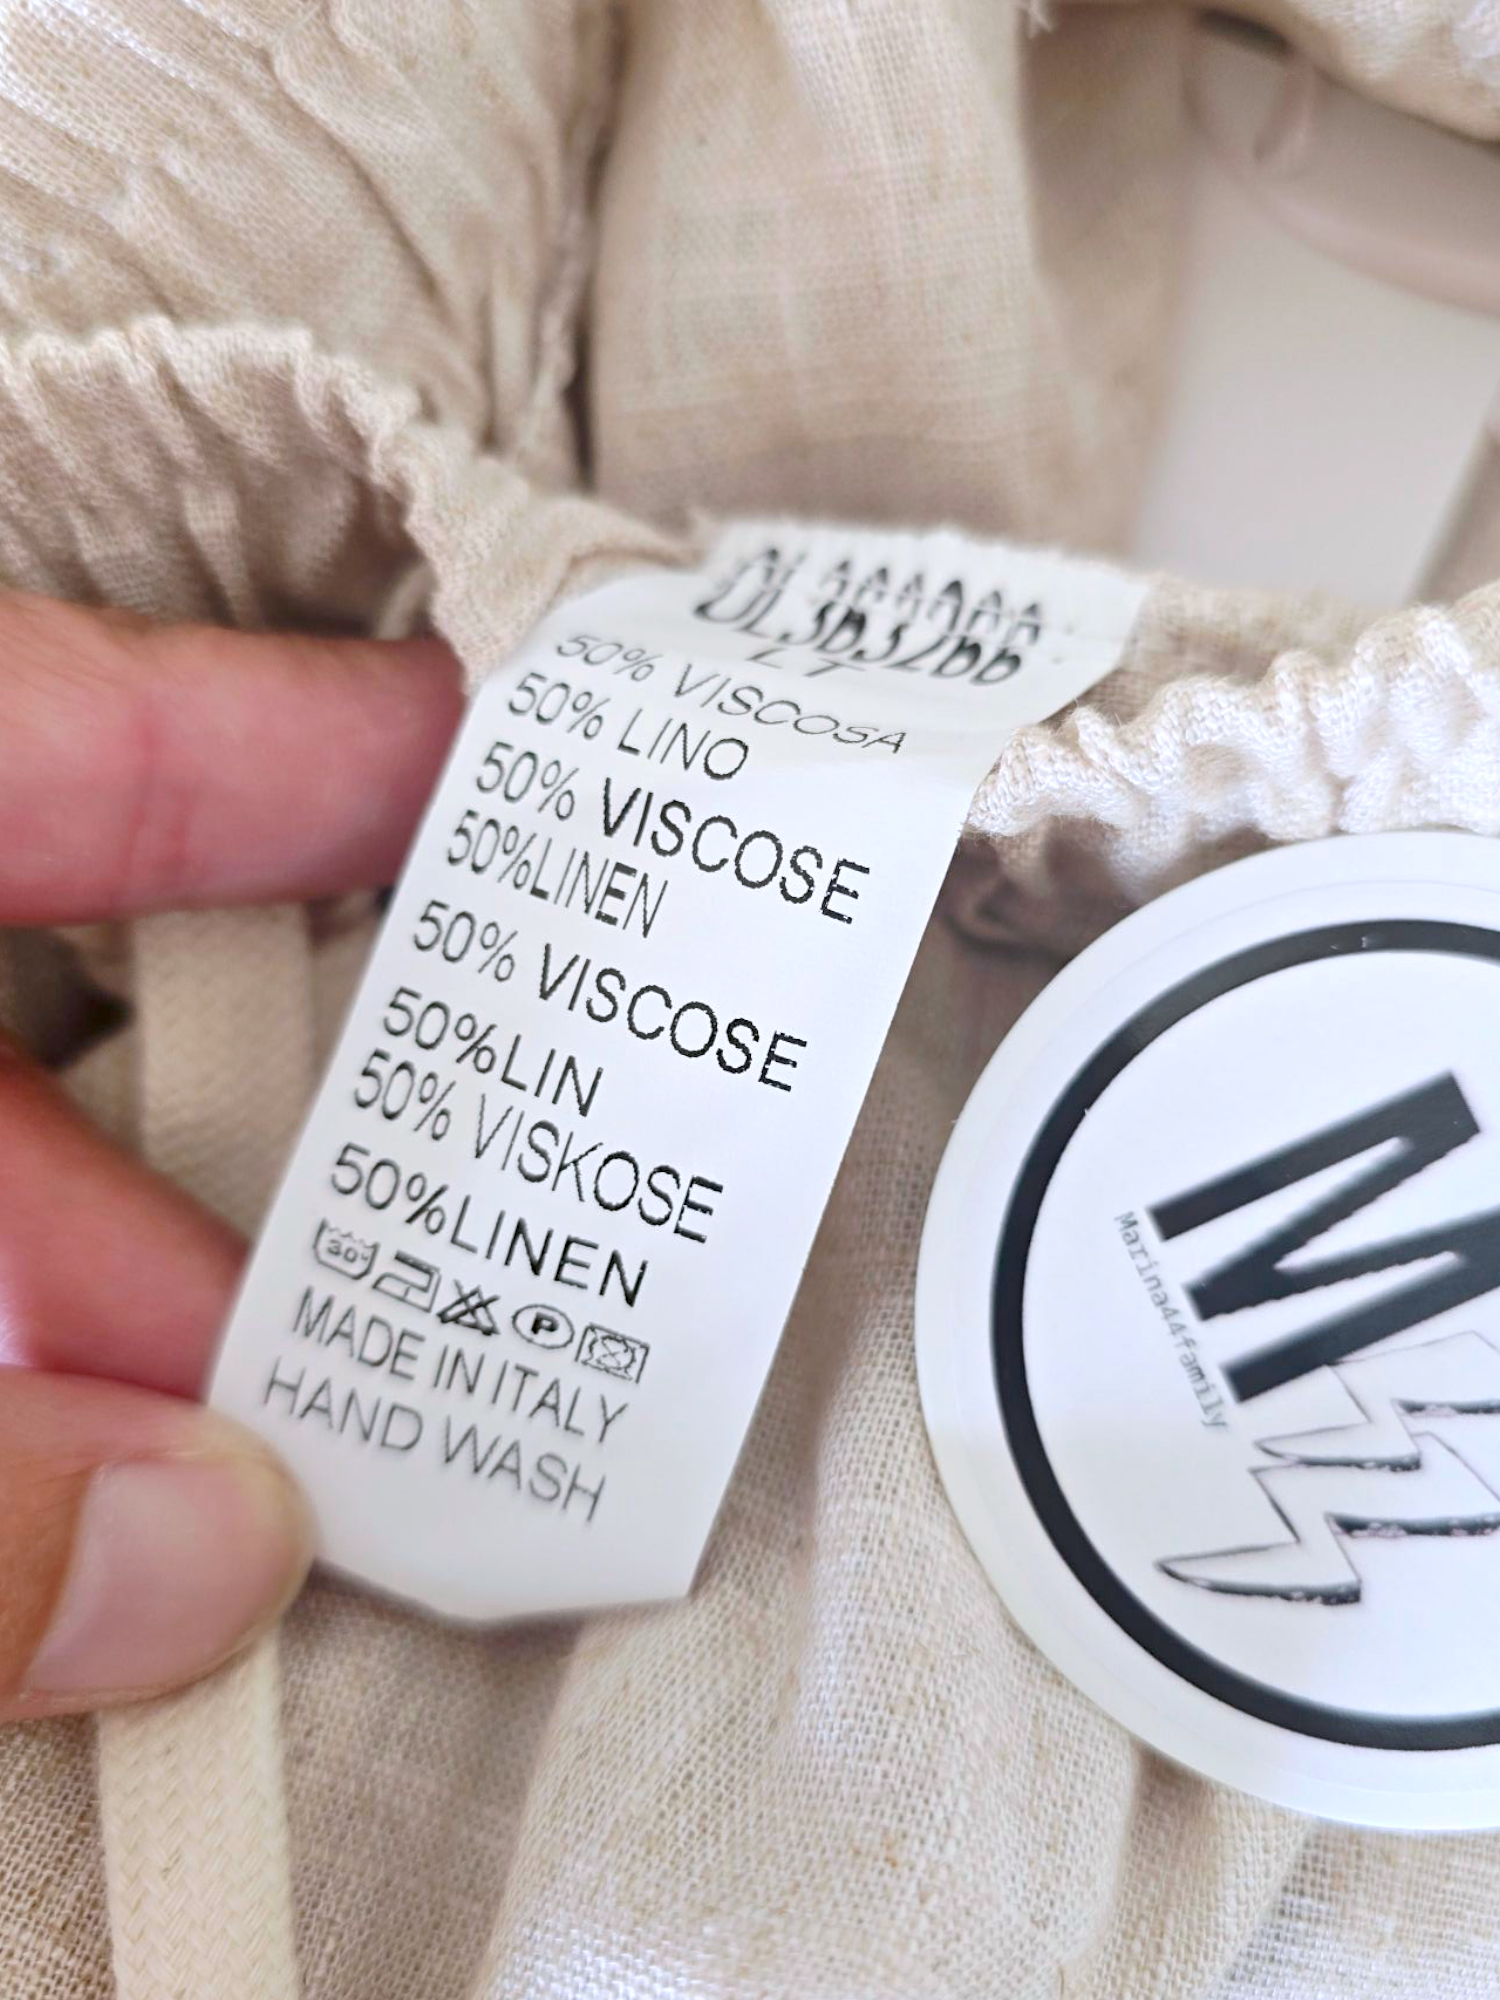 50% VISCOSA
50% LINO
50% VISCOSE
50%LINEN
50% VISCOSE
50%LIN
50% VISKOSE
50%LINEN
30° P
MADE IN ITALY
HAND WASH
M
Marina44family